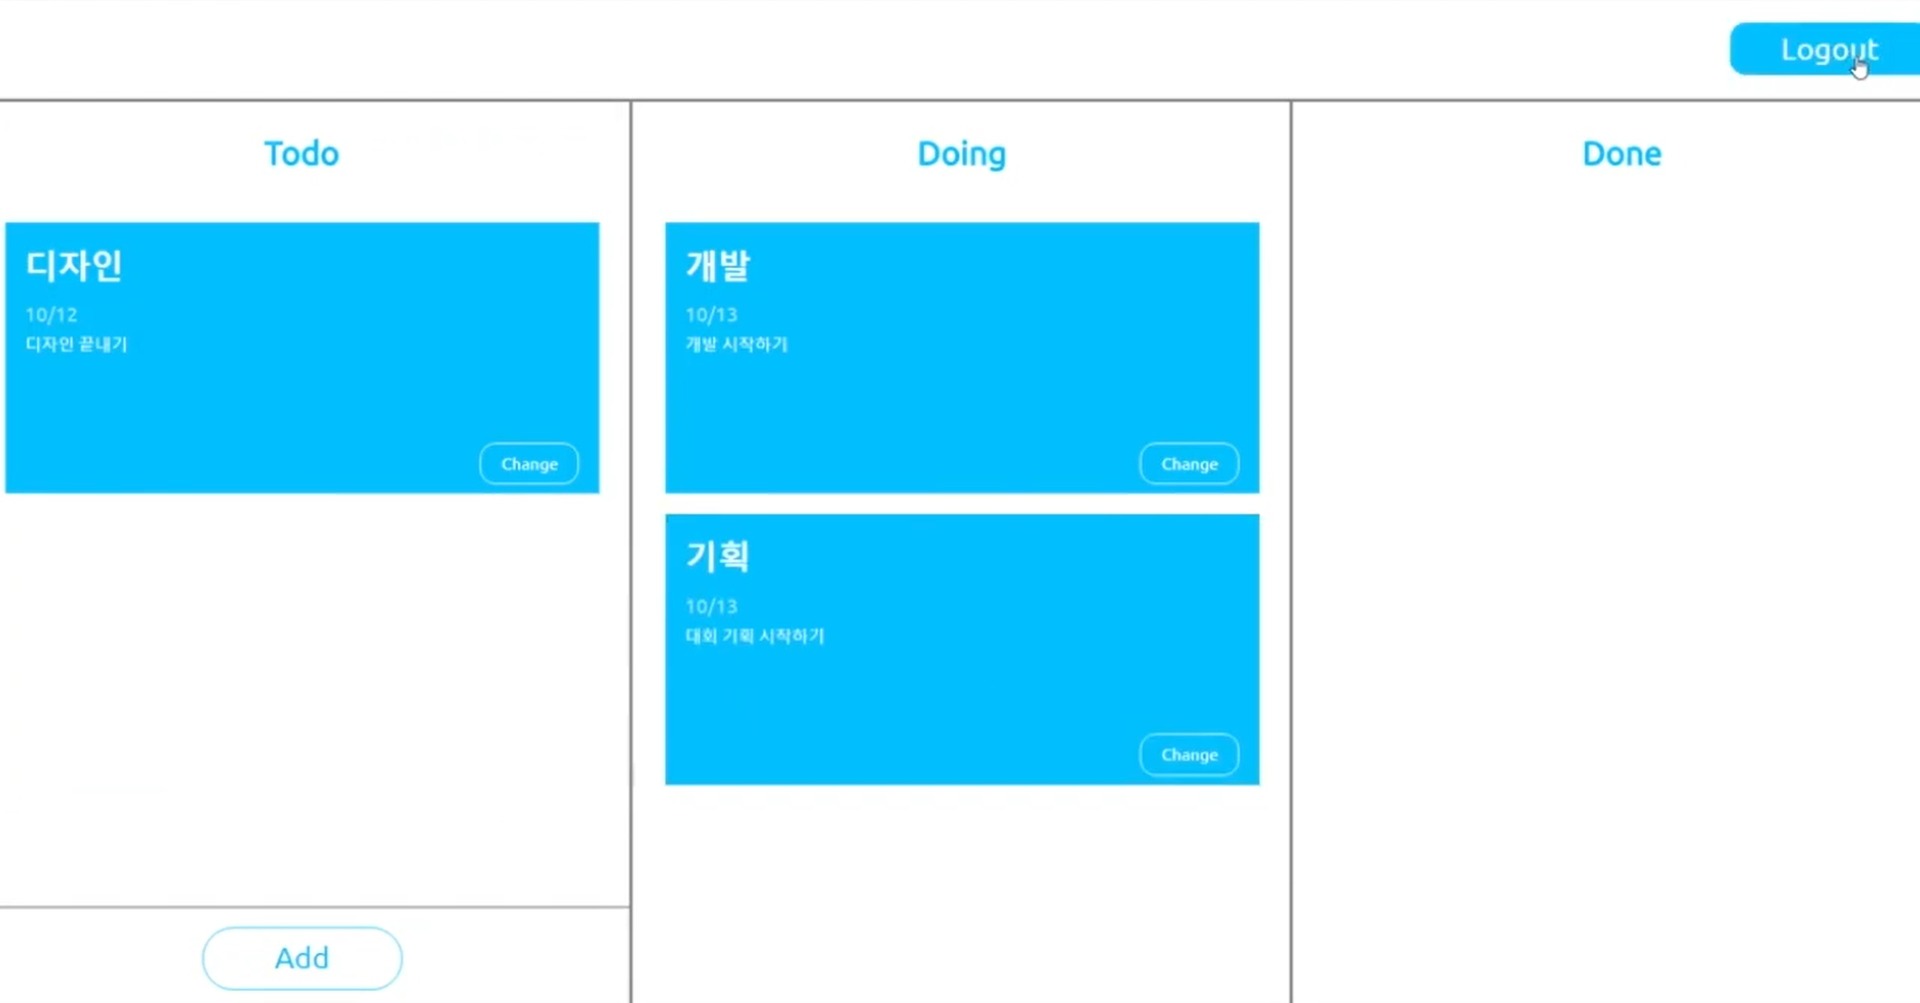 Logout
Todo
디자인
10/12
디자인 끝내기
Change
Add
Doing
개발
10/13
개발 시작하기
Change
기획
10/13
대회 기획 시작하기
Change
Done